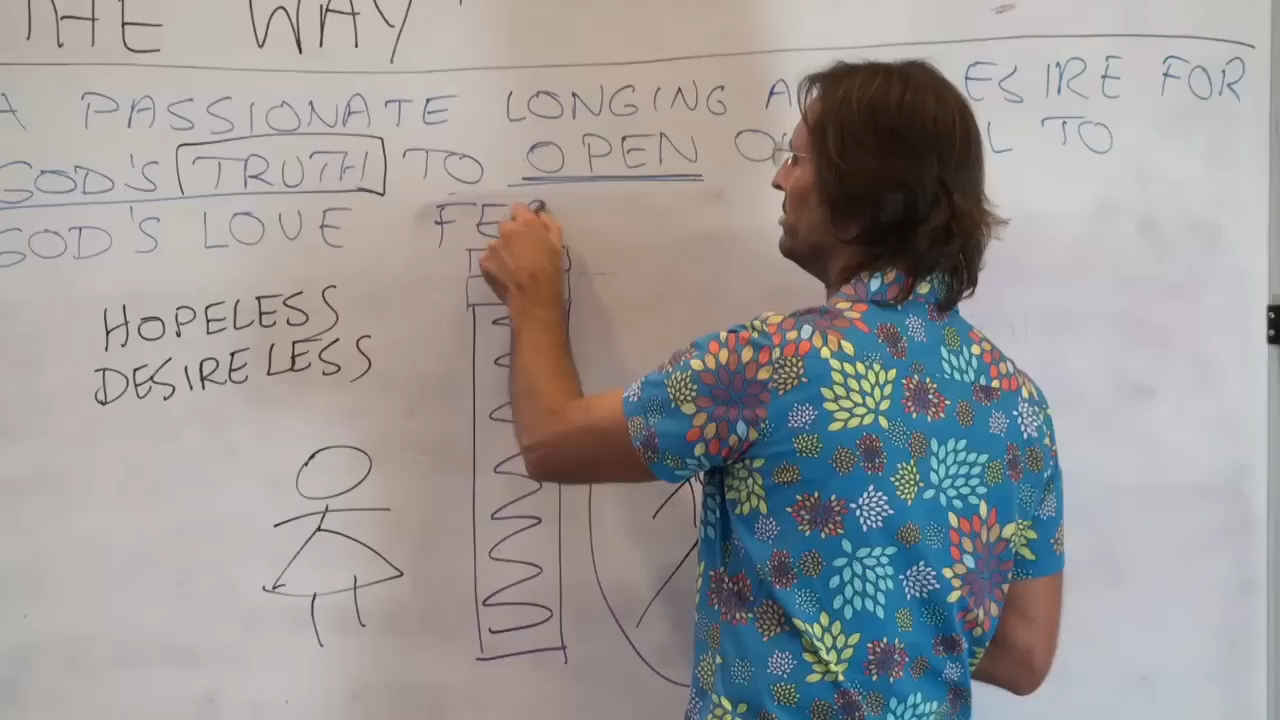 THE WAY
A PASSIONATE LONGING ESIRE FOR
GOD'S TRUTH TO OPEN TO
GOD'S LOVE
HOPELESS
DESIRELESS